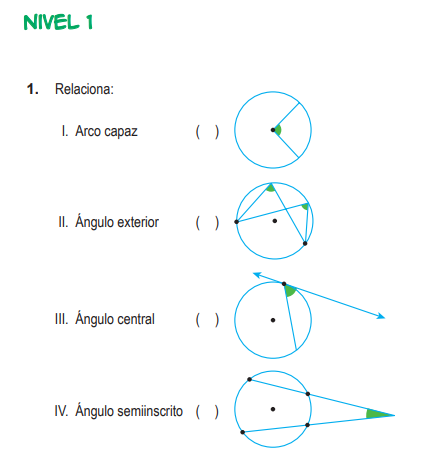 NIVEL 1
1. Relaciona:
I. Arco capaz ( )
II. Ángulo exterior ( )
III. Ángulo central ( )
IV. Ángulo semiinscrito ( )